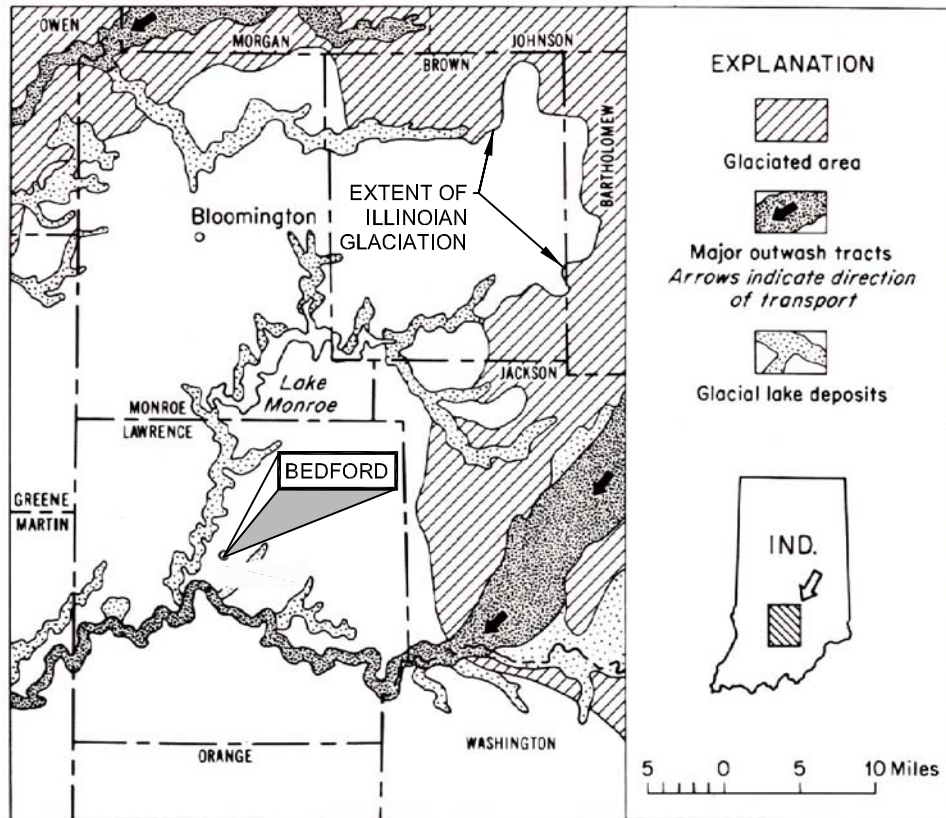 OWEN
MORGAN
JOHNSON
BROWN
BARTHOLOMEW
EXTENT OF
ILLINOIAN
GLACIATION
Bloomington
JACKSON
Lake
Monroe
MONROE
LAWRENCE
BEDFORD
GREENE
MARTIN
ORANGE
WASHINGTON
EXPLANATION
Glaciated area
Major outwash tracts
Arrows indicate direction
of transport
Glacial lake deposits
IND.
5 0 5 10 Miles